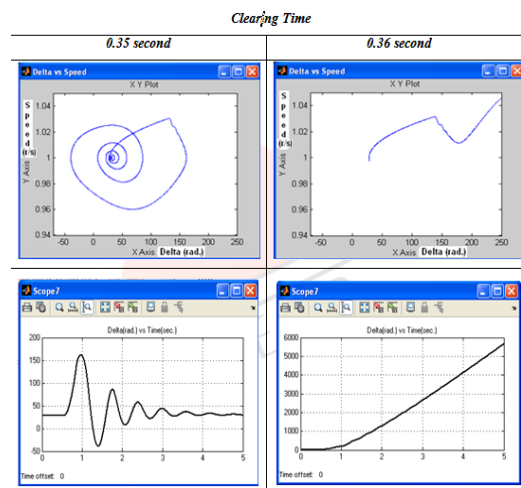 Clearing Time
0.35 second
0.36 second
Delta vs Speed
X Y Plot
Speed (r/s)
Y Axis
1.04
1.02
1
0.98
0.96
0.94
-50 0 50 100 150 200 250
X Axis Delta (rad.)
Delta vs Speed
X Y Plot
Speed (r/s)
Y Axis
1.04
1.02
1
0.98
0.96
0.94
-50 0 50 100 150 200 250
X Axis Delta (rad.)
Scope7
Delta(rad.) vs Time(sec.)
200
150
100
50
0
-50
0 1 2 3 4 5
Time offset: 0
Scope7
Delta(rad.) vs Time(sec.)
6000
5000
4000
3000
2000
1000
0
0 1 2 3 4 5
Time offset: 0